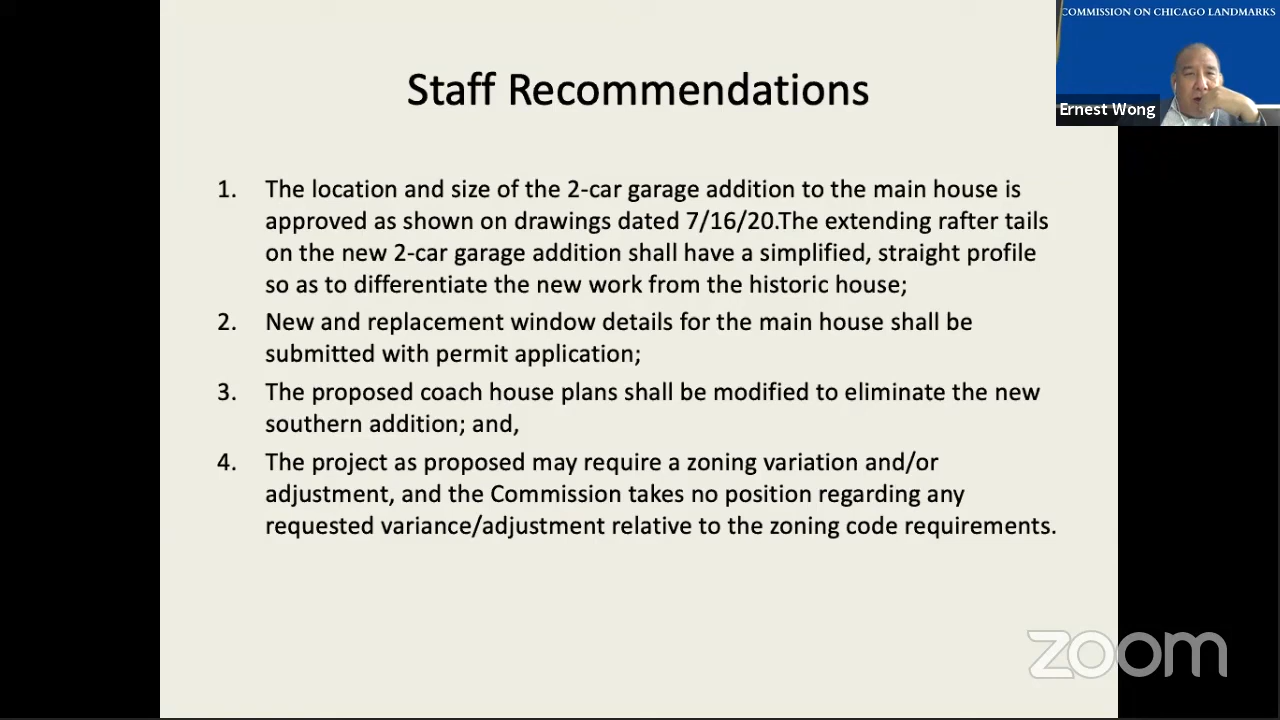 COMMISSION ON CHICAGO LANDMARKS
Ernest Wong
Staff Recommendations
1. The location and size of the 2-car garage addition to the main house is
approved as shown on drawings dated 7/16/20.The extending rafter tails
on the new 2-car garage addition shall have a simplified, straight profile
so as to differentiate the new work from the historic house;
2. New and replacement window details for the main house shall be
submitted with permit application;
3. The proposed coach house plans shall be modified to eliminate the new
southern addition; and,
4. The project as proposed may require a zoning variation and/or
adjustment, and the Commission takes no position regarding any
requested variance/adjustment relative to the zoning code requirements.
zoom